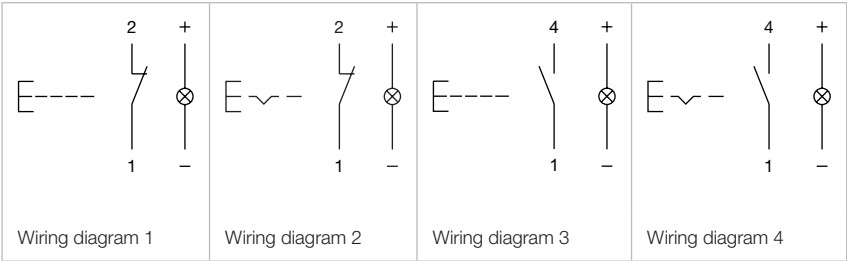 2 +
1 –
Wiring diagram 1
2 +
1 –
Wiring diagram 2
4 +
1 –
Wiring diagram 3
4 +
1 –
Wiring diagram 4